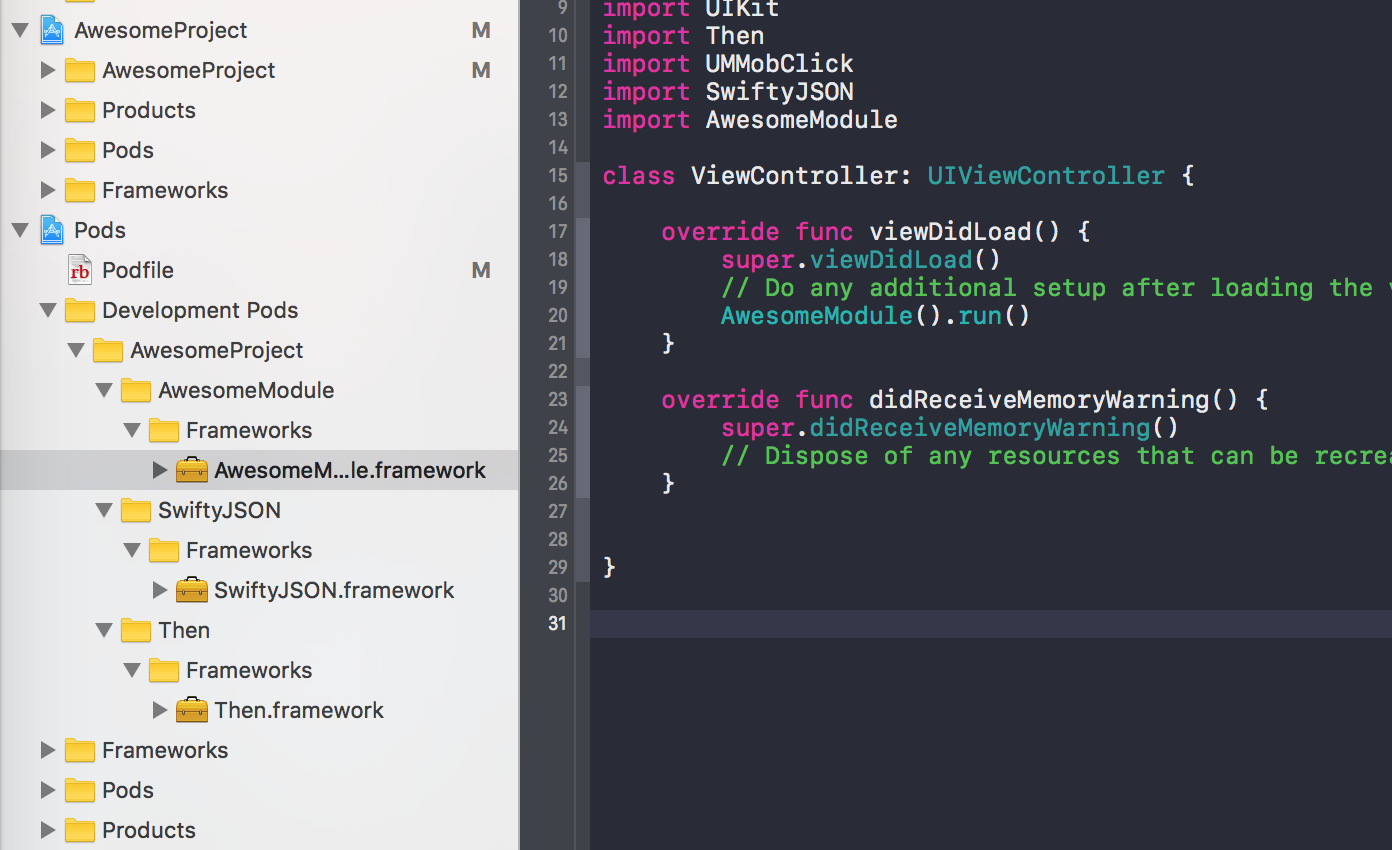 AwesomeProject M
AwesomeProject M
Products
Pods
Frameworks
Pods
rb Podfile M
Development Pods
AwesomeProject
AwesomeModule
Frameworks
AwesomeM...le.framework
SwiftyJSON
Frameworks
SwiftyJSON.framework
Then
Frameworks
Then.framework
Frameworks
Pods
Products
9 import UIKit
10 import Then
11 import UMMobClick
12 import SwiftyJSON
13 import AwesomeModule
14
15 class ViewController: UIViewController {
16
17 override func viewDidLoad() {
18 super.viewDidLoad()
19 // Do any additional setup after loading the
20 AwesomeModule().run()
21 }
22
23 override func didReceiveMemoryWarning() {
24 super.didReceiveMemoryWarning()
25 // Dispose of any resources that can be recrea
26 }
27
28
29 }
30
31